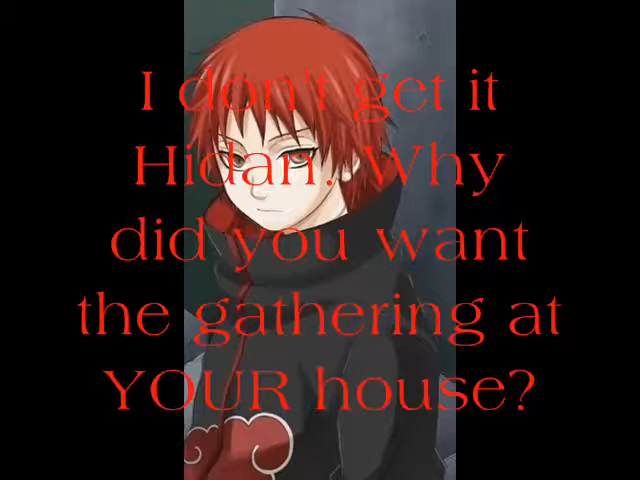 I don't get it
Hidan. Why
did you want
the gathering at
YOUR house?